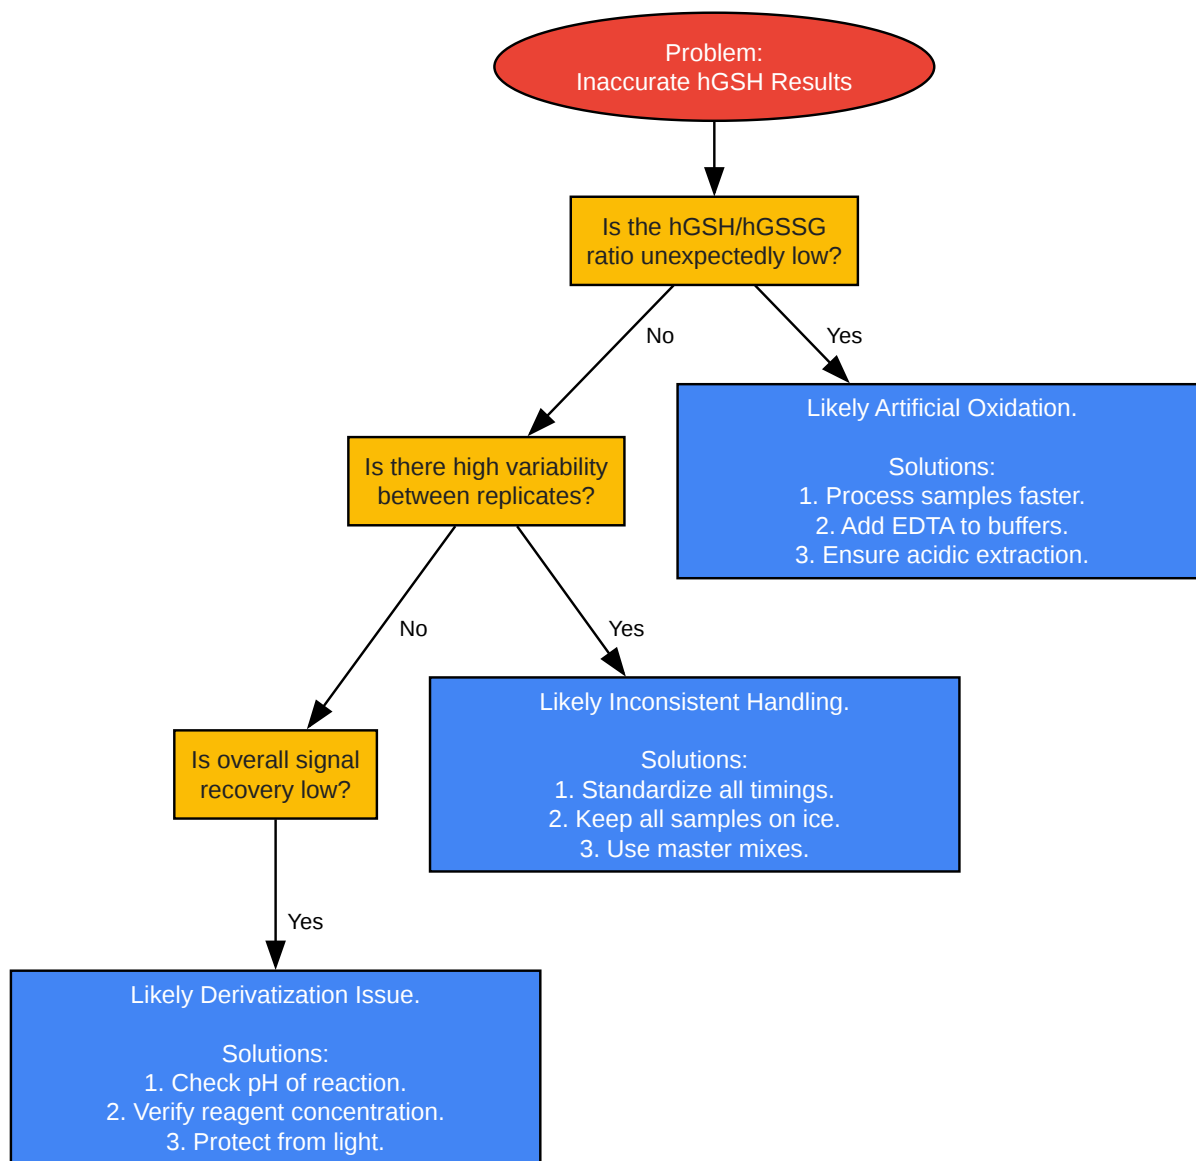 Problem:
Inaccurate hGSH Results
Is the hGSH/hGSSG
ratio unexpectedly low?
No
Yes
Likely Artificial Oxidation.
Solutions:
1. Process samples faster.
2. Add EDTA to buffers.
3. Ensure acidic extraction.
Is there high variability
between replicates?
No
Yes
Likely Inconsistent Handling.
Solutions:
1. Standardize all timings.
2. Keep all samples on ice.
3. Use master mixes.
Is overall signal
recovery low?
Yes
Likely Derivatization Issue.
Solutions:
1. Check pH of reaction.
2. Verify reagent concentration.
3. Protect from light.